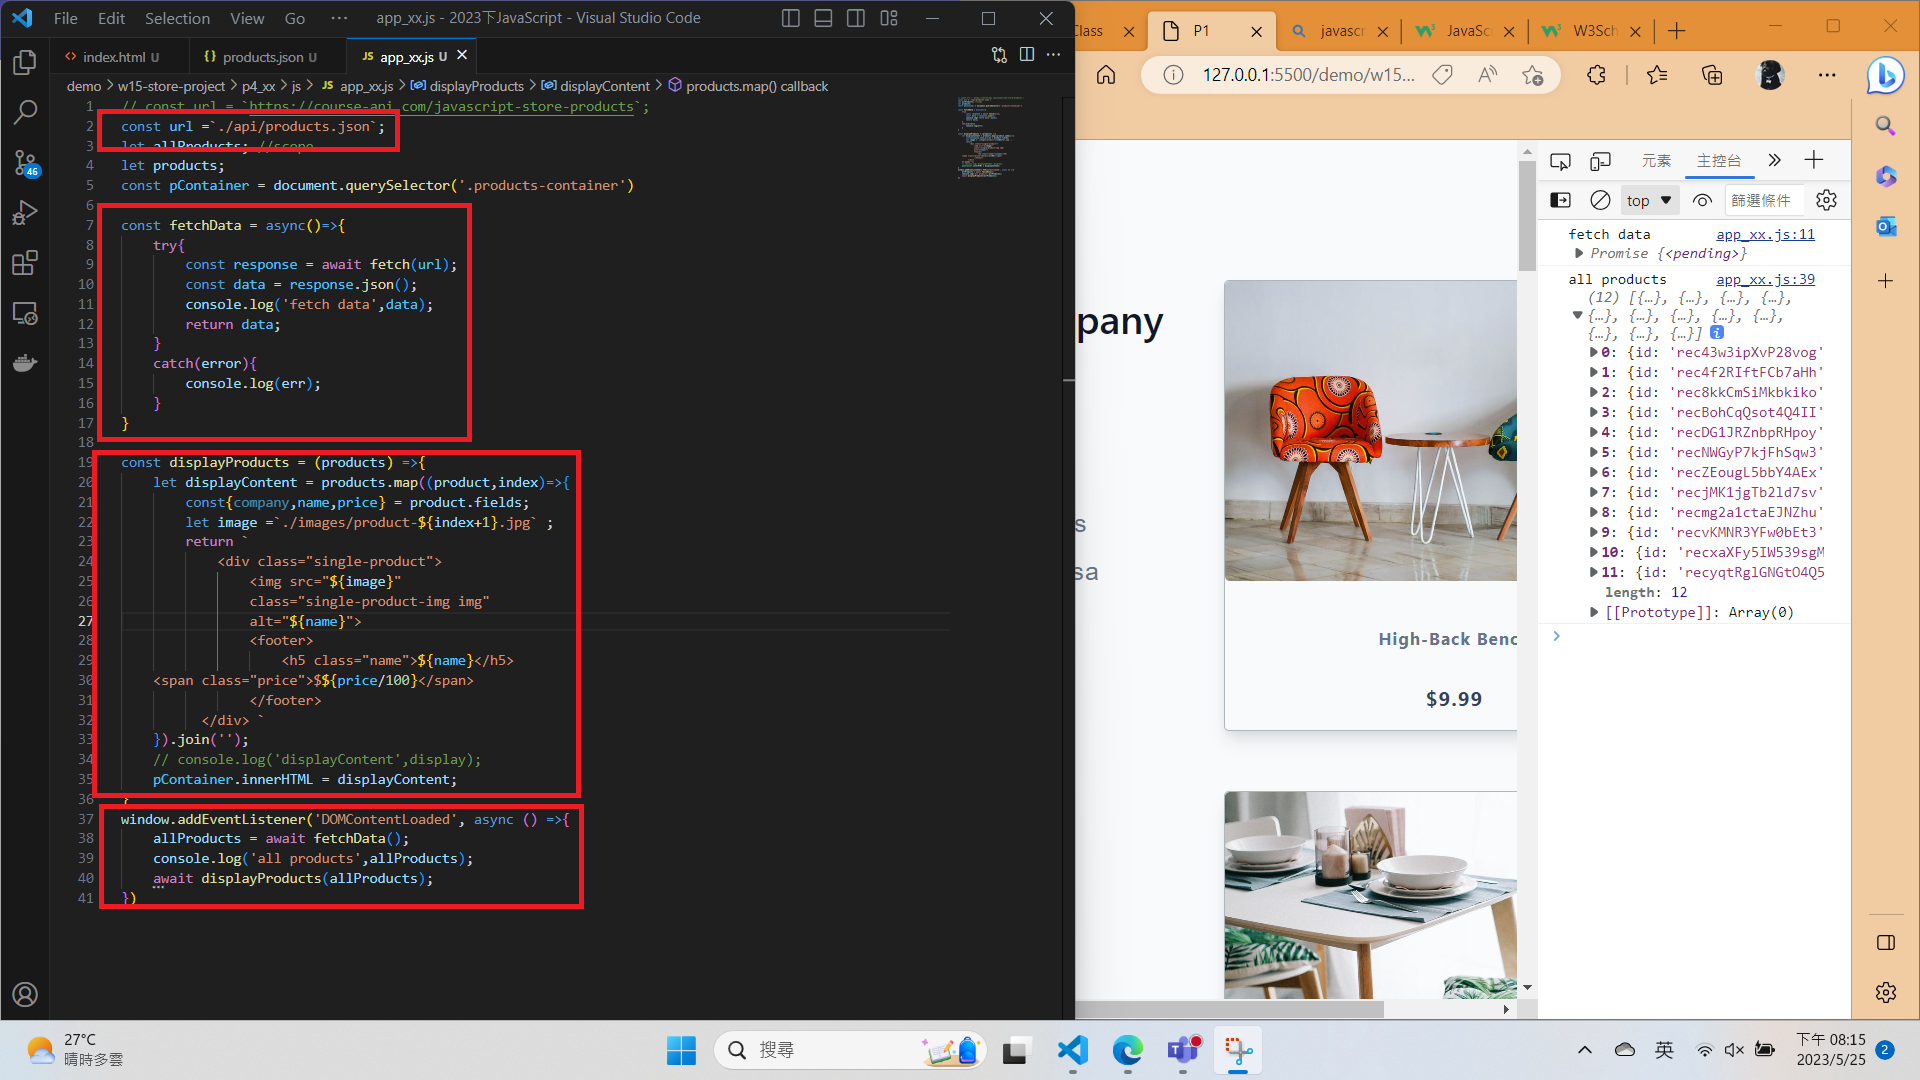 File Edit Selection View Go ··· app_xx.js - 2023下JavaScript - Visual Studio Code
index.html U products.json U app_xx.js U
demo > w15-store-project > p4_xx > js > app_xx.js > displayProducts > displayContent > products.map() callback
1 // const url = `https://course-api.com/javascript-store-products`;
2 const url =`./api/products.json`;
3 let allProducts; //scope
4 let products;
5 const pContainer = document.querySelector('.products-container')
6
7 const fetchData = async()=>{
8 try{
9 const response = await fetch(url);
10 const data = response.json();
11 console.log('fetch data',data);
12 return data;
13 }
14 catch(error){
15 console.log(err);
16 }
17 }
18
19 const displayProducts = (products) =>{
20 let displayContent = products.map((product,index)=>{
21 const{company,name,price} = product.fields;
22 let image =`./images/product-${index+1}.jpg` ;
23 return `
24 <div class="single-product">
25 <img src="${image}"
26 class="single-product-img img"
27 alt="${name}">
28 <footer>
29 <h5 class="name">${name}</h5>
30 <span class="price">$${price/100}</span>
31 </footer>
32 </div> `
33 }).join('');
34 // console.log('displayContent',display);
35 pContainer.innerHTML = displayContent;
36 }
37 window.addEventListener('DOMContentLoaded', async () =>{
38 allProducts = await fetchData();
39 console.log('all products',allProducts);
40 await displayProducts(allProducts);
41 })
46
Class P1 javascr JavaSc W3Sch
127.0.0.1:5500/demo/w15...
pany
s
sa
High-Back Benc
$9.99
元素 主控台
top 篩選條件
fetch data app_xx.js:11
Promise {<pending>}
all products app_xx.js:39
(12) [{…}, {…}, {…}, {…},
{…}, {…}, {…}, {…}, {…},
{…}, {…}, {…}]
0: {id: 'rec43w3ipXvP28vog'
1: {id: 'rec4f2RIftFCb7aHh'
2: {id: 'rec8kkCmSiMkbkiko'
3: {id: 'recBohCqQsot4Q4II'
4: {id: 'recDG1JRZnbpRHpoy'
5: {id: 'recNWGyP7kjFhSqw3'
6: {id: 'recZEougL5bbY4AEx'
7: {id: 'recjMK1jgTb2ld7sv'
8: {id: 'recmg2a1ctaEJNZhu'
9: {id: 'recvKMNR3YFw0bEt3'
10: {id: 'recxaXFy5IW539sgM
11: {id: 'recyqtRglGNGtO4Q5
length: 12
[[Prototype]]: Array(0)
27°C
晴時多雲
搜尋
英
下午 08:15
2023/5/25
2